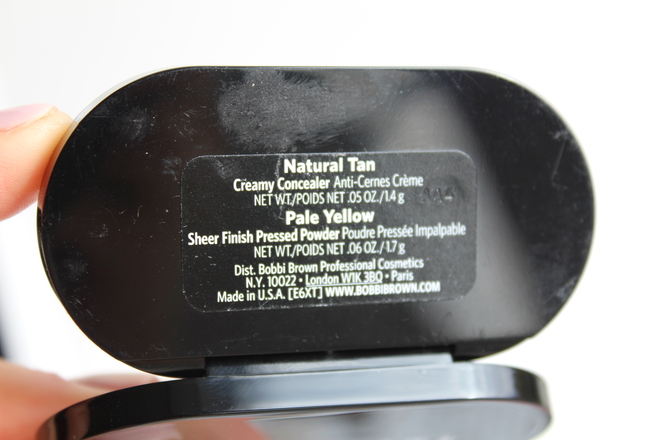 Natural Tan
Creamy Concealer Anti-Cernes Crème
NET WT./POIDS NET .05 OZ./1.4 g
Pale Yellow
Sheer Finish Pressed Powder Poudre Pressée Impalpable
NET WT./POIDS NET .06 OZ./1.7 g
Dist. Bobbi Brown Professional Cosmetics
N.Y. 10022 • London W1K 3BQ • Paris
Made in U.S.A. [E6XT] WWW.BOBBIBROWN.COM